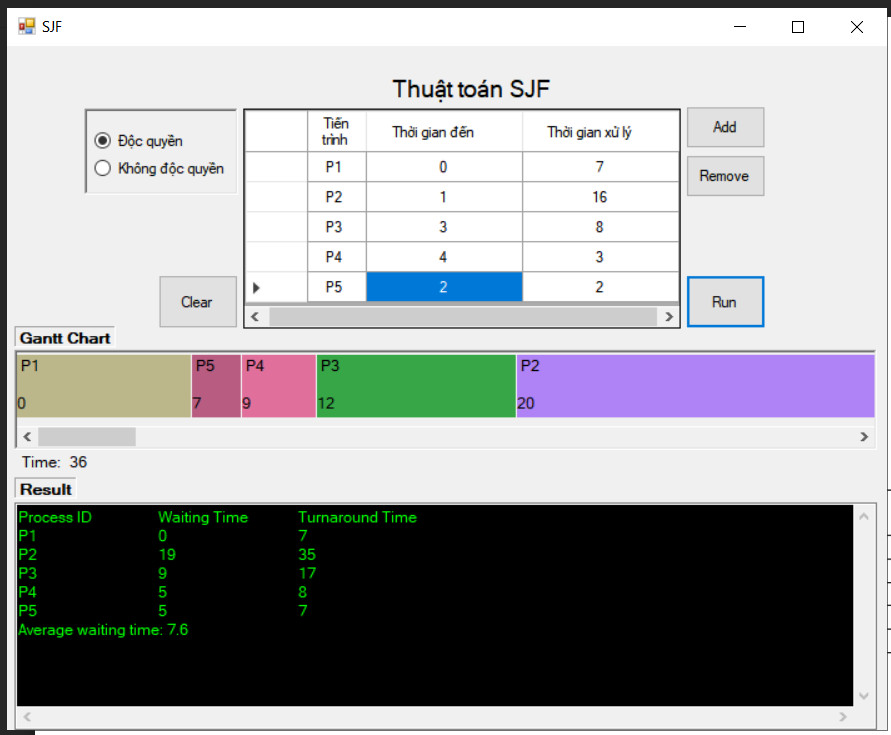 SJF
Thuật toán SJF
Độc quyền
Không độc quyền
Tiến trình Thời gian đến Thời gian xử lý
P1 0 7
P2 1 16
P3 3 8
P4 4 3
P5 2 2
Add
Remove
Clear
Run
Gantt Chart
P1 P5 P4 P3 P2
0 7 9 12 20
Time: 36
Result
Process ID Waiting Time Turnaround Time
P1 0 7
P2 19 35
P3 9 17
P4 5 8
P5 5 7
Average waiting time: 7.6